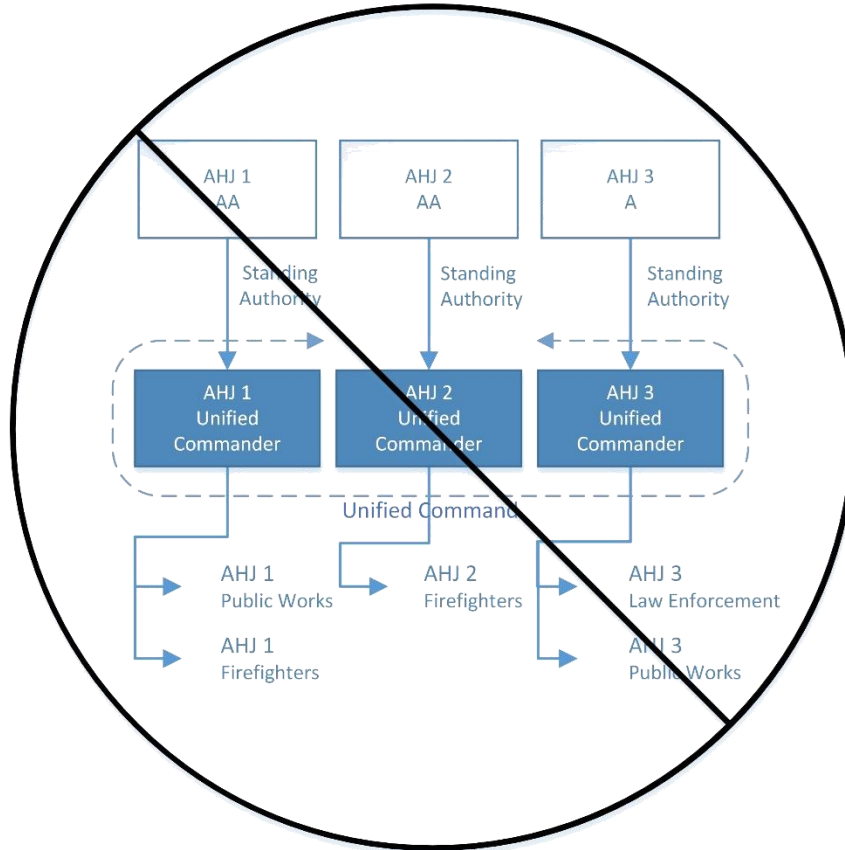 AHJ 1
AA
AHJ 2
AA
AHJ 3
A
Standing
Authority
Standing
Authority
Standing
Authority
AHJ 1
Unified
Commander
AHJ 2
Unified
Commander
AHJ 3
Unified
Commander
Unified Command
AHJ 1
Public Works
AHJ 2
Firefighters
AHJ 3
Law Enforcement
AHJ 1
Firefighters
AHJ 3
Public Works